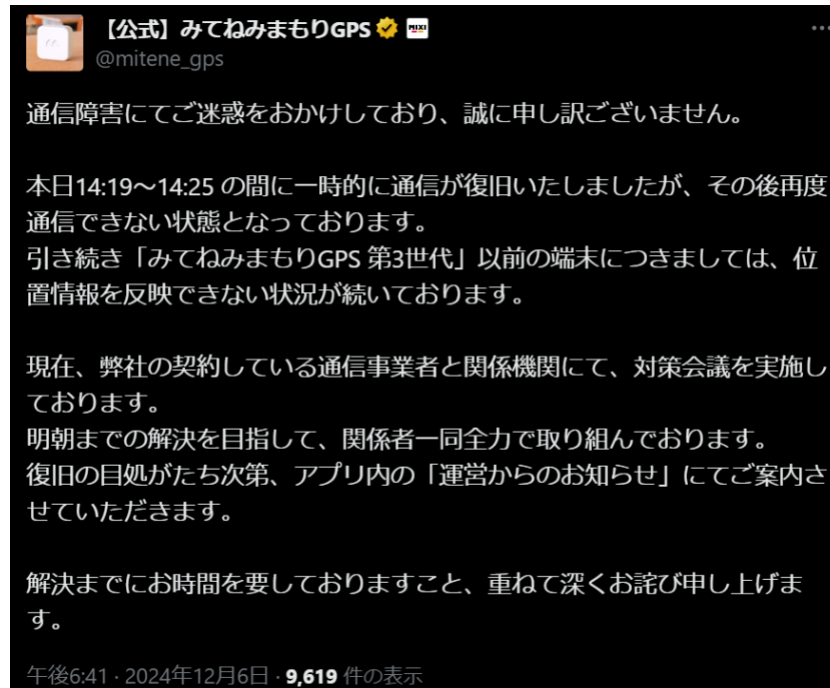 【公式】みてねみまもりGPS MIXI
@mitene_gps
通信障害にてご迷惑をおかけしており、誠に申し訳ございません。
本日14:19～14:25 の間に一時的に通信が復旧いたしましたが、その後再度
通信できない状態となっております。
引き続き「みてねみまもりGPS 第3世代」以前の端末につきましては、位
置情報を反映できない状況が続いております。
現在、弊社の契約している通信事業者と関係機関にて、対策会議を実施し
ております。
明朝までの解決を目指して、関係者一同全力で取り組んでおります。
復旧の目処がたち次第、アプリ内の「運営からのお知らせ」にてご案内さ
せていただきます。
解決までにお時間を要しておりますこと、重ねて深くお詫び申し上げま
す。
午後6:41 · 2024年12月6日 · 9,619 件の表示